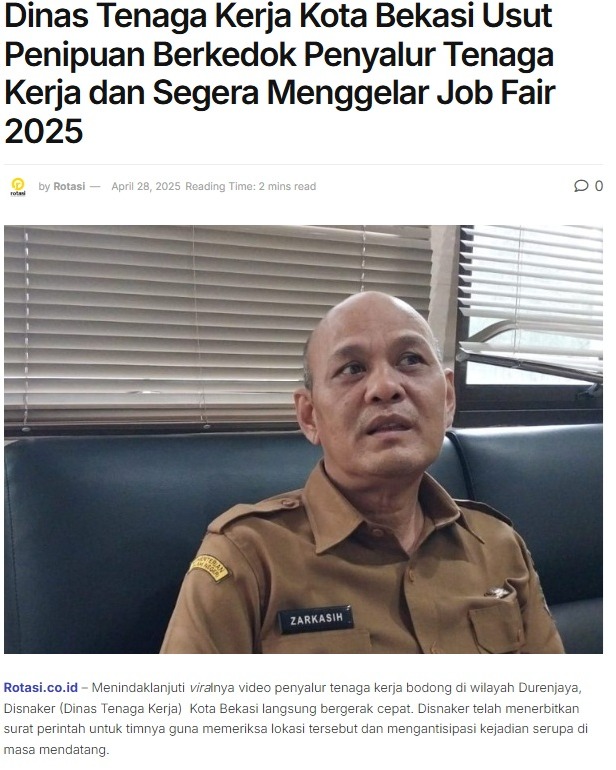 Dinas Tenaga Kerja Kota Bekasi Usut
Penipuan Berkedok Penyalur Tenaga
Kerja dan Segera Menggelar Job Fair
2025
rotasi
by Rotasi — April 28, 2025 Reading Time: 2 mins read
0
ZARKASIH
Rotasi.co.id – Menindaklanjuti viralnya video penyalur tenaga kerja bodong di wilayah Durenjaya,
Disnaker (Dinas Tenaga Kerja) Kota Bekasi langsung bergerak cepat. Disnaker telah menerbitkan
surat perintah untuk timnya guna memeriksa lokasi tersebut dan mengantisipasi kejadian serupa di
masa mendatang.